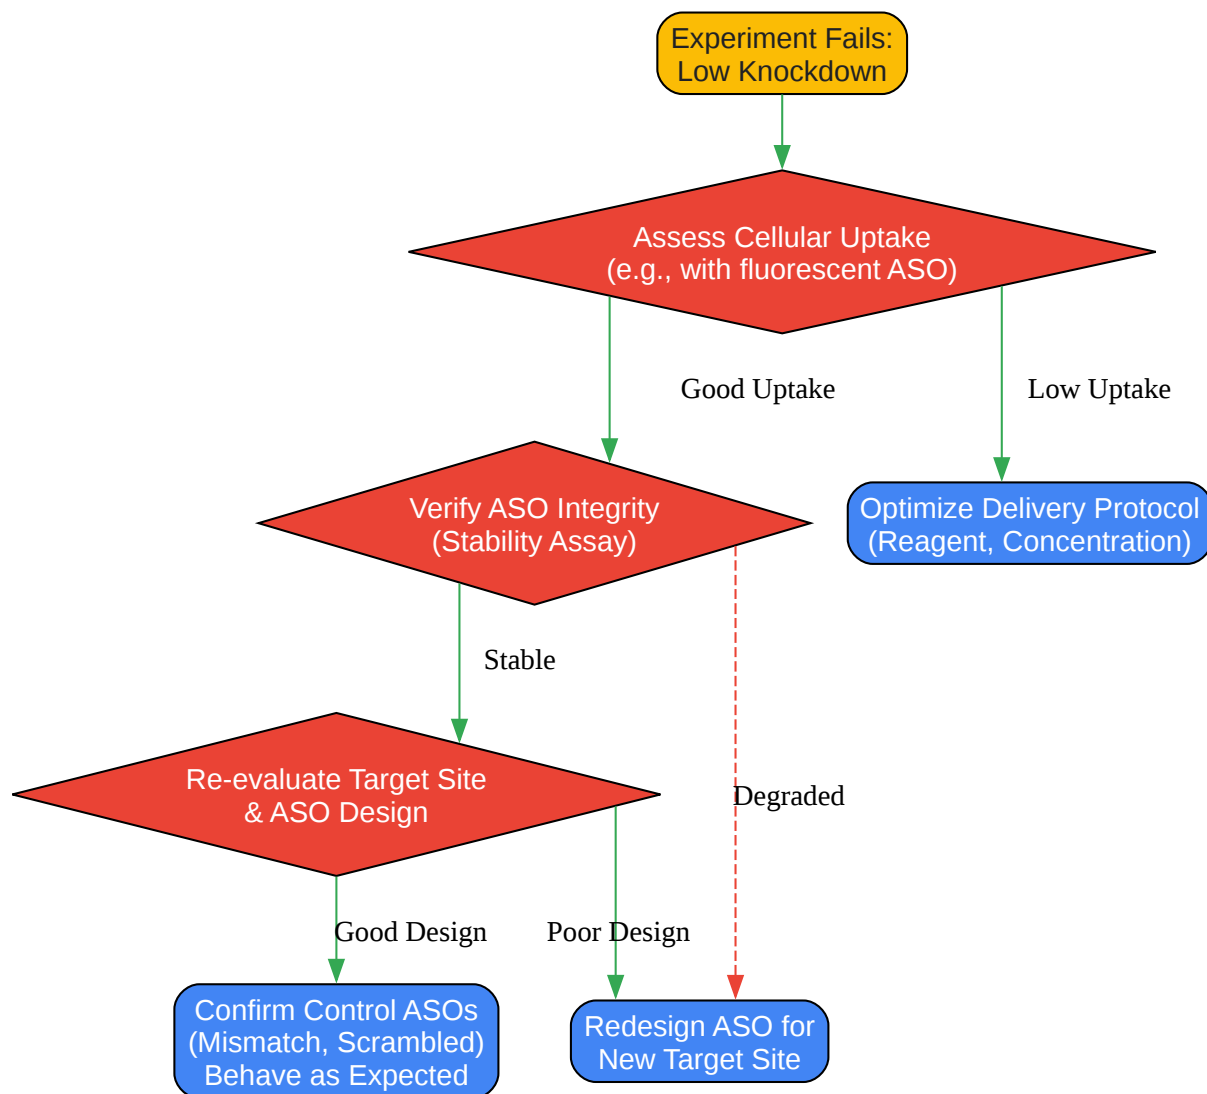 Experiment Fails:
Low Knockdown
Assess Cellular Uptake
(e.g., with fluorescent ASO)
Good Uptake
Low Uptake
Verify ASO Integrity
(Stability Assay)
Optimize Delivery Protocol
(Reagent, Concentration)
Stable
Re-evaluate Target Site
& ASO Design
Degraded
Good Design
Poor Design
Confirm Control ASOs
(Mismatch, Scrambled)
Behave as Expected
Redesign ASO for
New Target Site